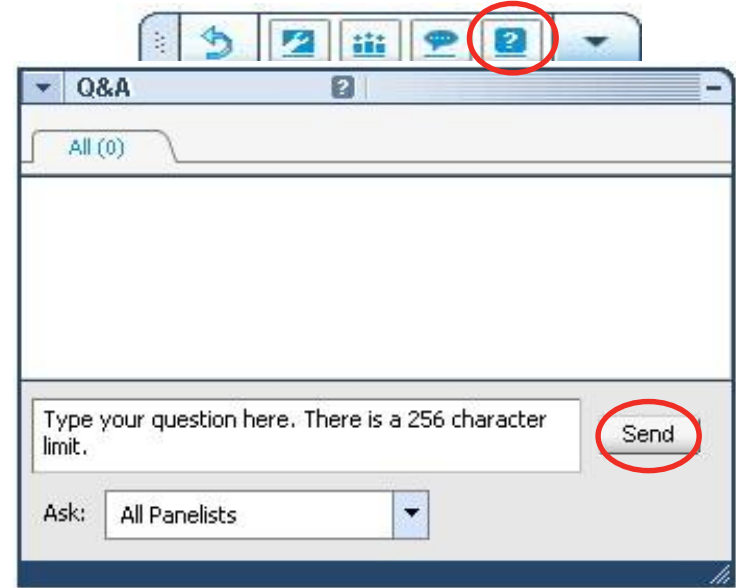 ?
Q&A ?
All (0)
Type your question here. There is a 256 character
limit.
Send
Ask: All Panelists